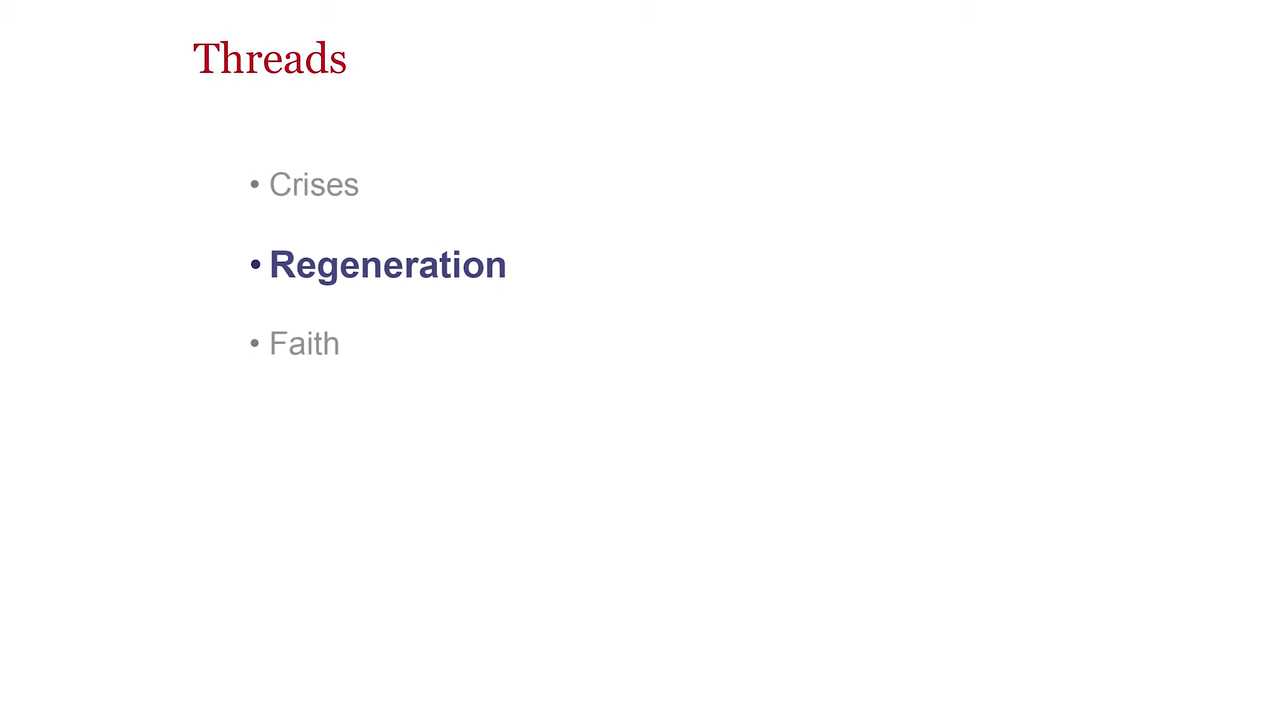 Threads
• Crises
• Regeneration
• Faith